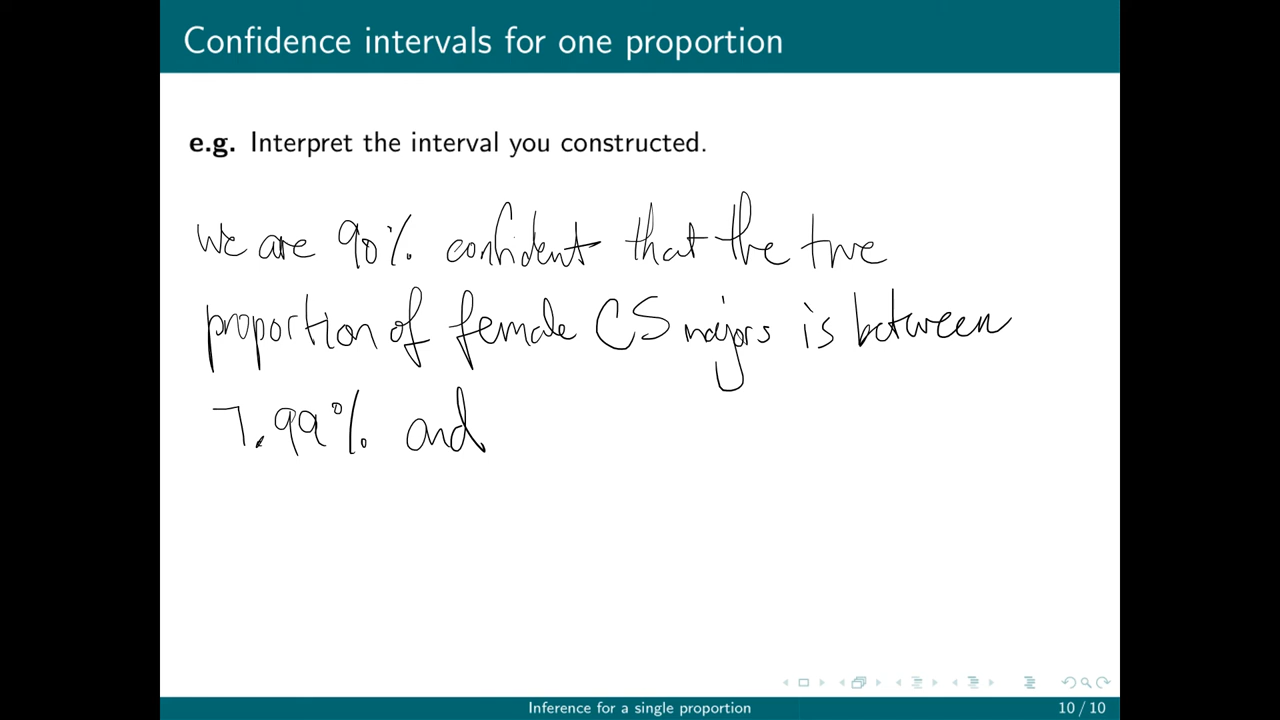 Confidence intervals for one proportion
e.g. Interpret the interval you constructed.
We are 90% confident that the true
proportion of female CS majors is between
7.99% and
Inference for a single proportion
10 / 10